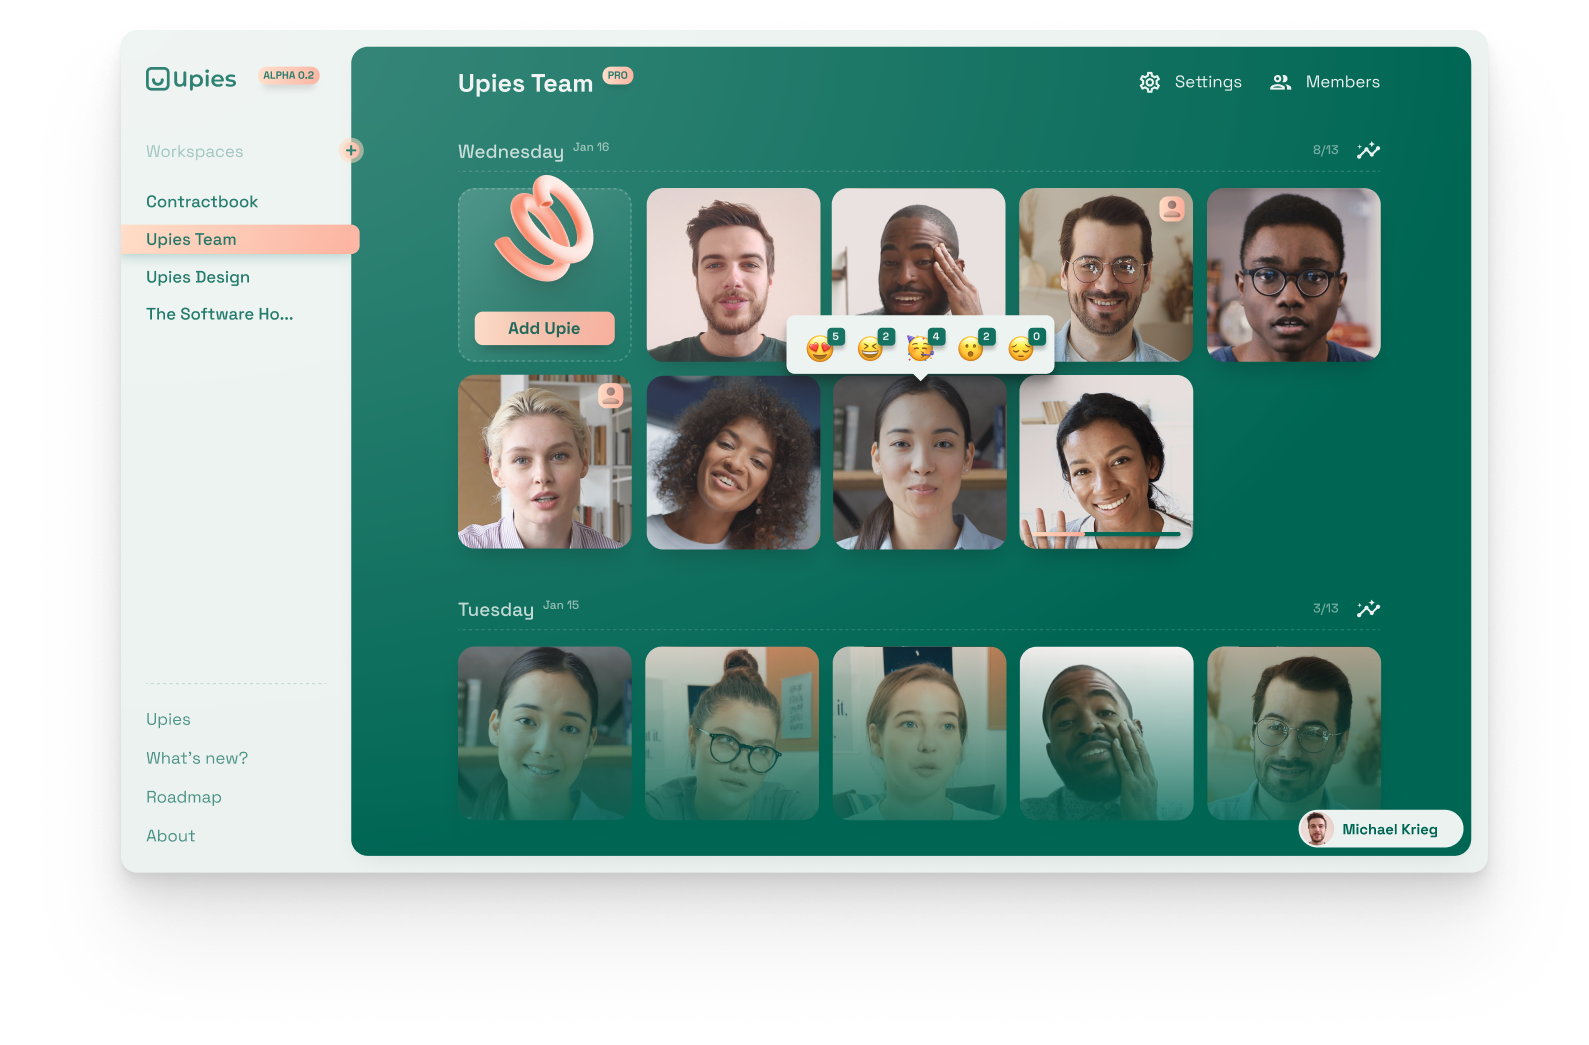 Upies
ALPHA 0.2
Workspaces
+
Contractbook
Upies Team
Upies Design
The Software Ho...
Upies
What's new?
Roadmap
About
Upies Team PRO
Settings
Members
Wednesday Jan 16
8/13
Add Upie
5 2 4 2 0
Tuesday Jan 15
3/13
it,
Michael Krieg